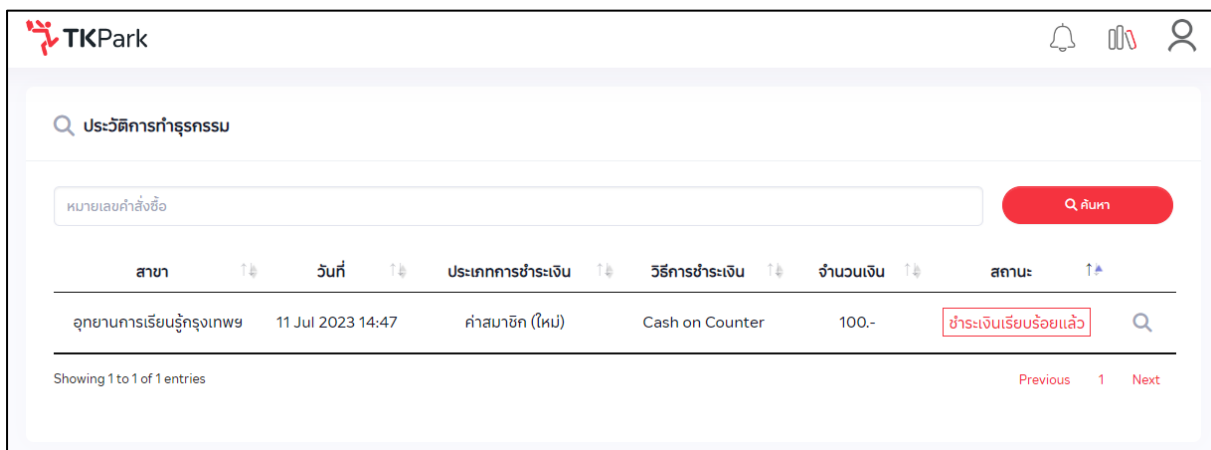 TKPark
ประวัติการทำธุรกรรม
หมายเลขคำสั่งซื้อ
ค้นหา
สาขา วันที่ ประเภทการชำระเงิน วิธีการชำระเงิน จำนวนเงิน สถานะ
อุทยานการเรียนรู้กรุงเทพฯ 11 Jul 2023 14:47 ค่าสมาชิก (ใหม่) Cash on Counter 100.- ชำระเงินเรียบร้อยแล้ว
Showing 1 to 1 of 1 entries
Previous 1 Next